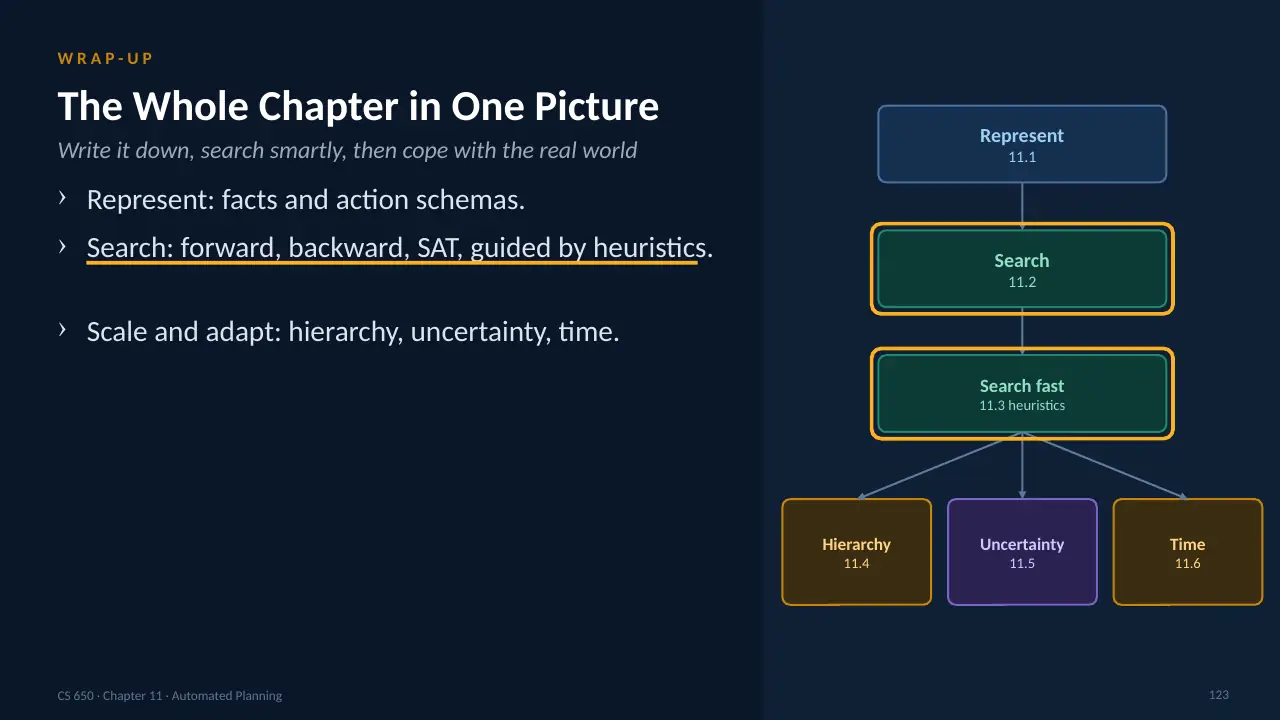 WRAP-UP
The Whole Chapter in One Picture
Write it down, search smartly, then cope with the real world
› Represent: facts and action schemas.
› Search: forward, backward, SAT, guided by heuristics.
› Scale and adapt: hierarchy, uncertainty, time.
Represent
11.1
Search
11.2
Search fast
11.3 heuristics
Hierarchy
11.4
Uncertainty
11.5
Time
11.6
CS 650 · Chapter 11 · Automated Planning
123